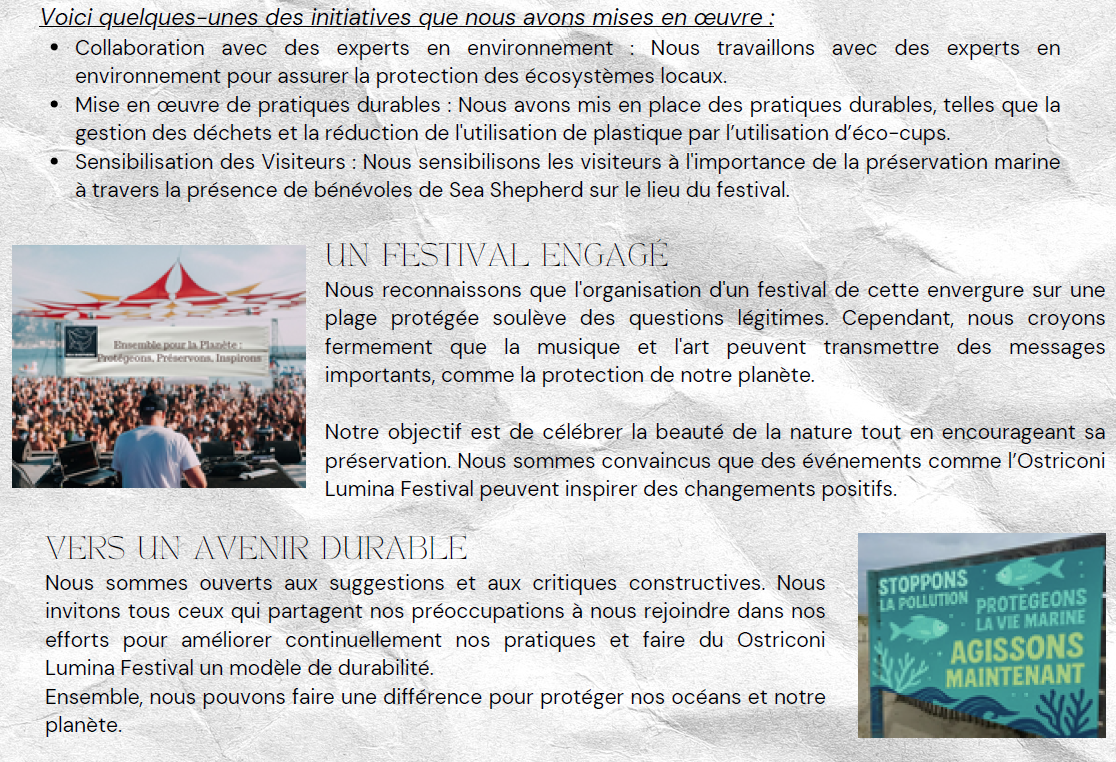 Voici quelques-unes des initiatives que nous avons mises en œuvre :
• Collaboration avec des experts en environnement : Nous travaillons avec des experts en
environnement pour assurer la protection des écosystèmes locaux.
• Mise en œuvre de pratiques durables : Nous avons mis en place des pratiques durables, telles que la
gestion des déchets et la réduction de l'utilisation de plastique par l’utilisation d’éco-cups.
• Sensibilisation des Visiteurs : Nous sensibilisons les visiteurs à l'importance de la préservation marine
à travers la présence de bénévoles de Sea Shepherd sur le lieu du festival.
UN FESTIVAL ENGAGÉ
Nous reconnaissons que l'organisation d'un festival de cette envergure sur une
plage protégée soulève des questions légitimes. Cependant, nous croyons
fermement que la musique et l'art peuvent transmettre des messages
importants, comme la protection de notre planète.
Notre objectif est de célébrer la beauté de la nature tout en encourageant sa
préservation. Nous sommes convaincus que des événements comme l’Ostriconi
Lumina Festival peuvent inspirer des changements positifs.
Ensemble pour la Planète :
Protégeons, Préservons, Inspirons
VERS UN AVENIR DURABLE
Nous sommes ouverts aux suggestions et aux critiques constructives. Nous
invitons tous ceux qui partagent nos préoccupations à nous rejoindre dans nos
efforts pour améliorer continuellement nos pratiques et faire du Ostriconi
Lumina Festival un modèle de durabilité.
Ensemble, nous pouvons faire une différence pour protéger nos océans et notre
planète.
STOPPONS
LA POLLUTION
PROTÉGEONS
LA VIE MARINE
AGISSONS
MAINTENANT